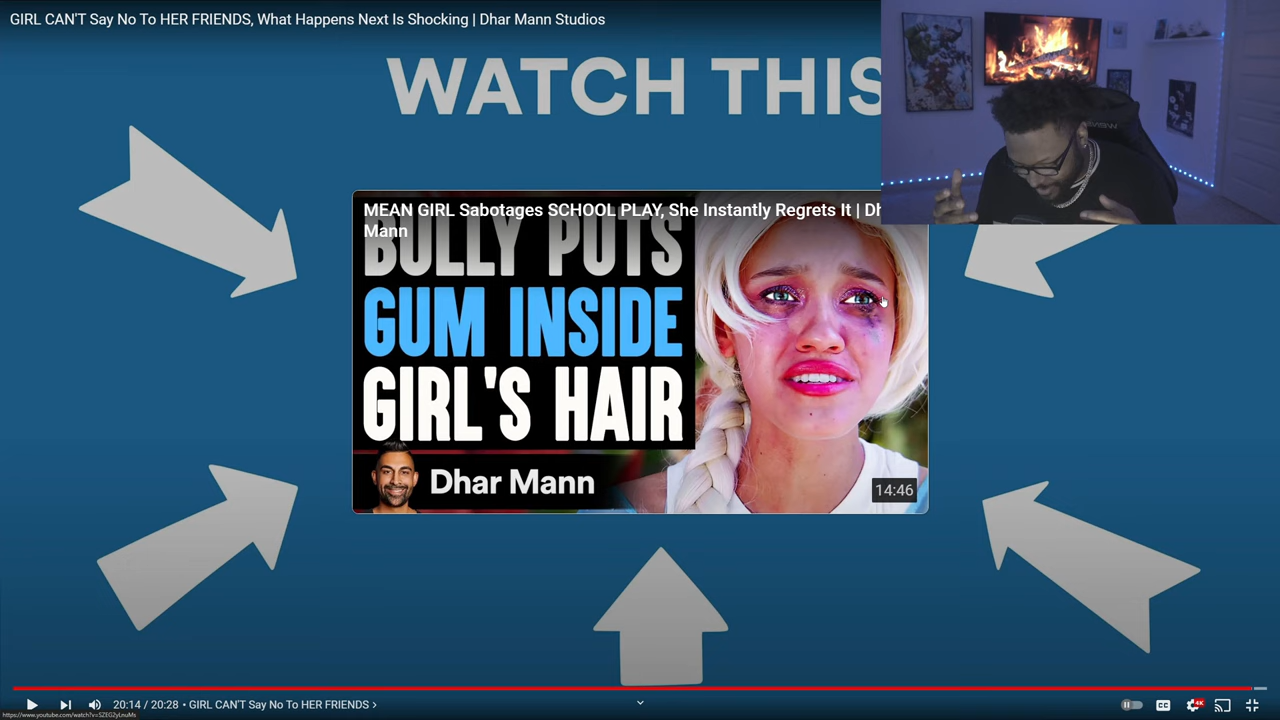 GIRL CAN'T Say No To HER FRIENDS, What Happens Next Is Shocking | Dhar Mann Studios
WATCH THIS
MEAN GIRL Sabotages SCHOOL PLAY, She Instantly Regrets It | Dh
Mann
BULLY PUTS
GUM INSIDE
GIRL'S HAIR
Dhar Mann
14:46
20:14 / 20:28 • GIRL CAN'T Say No To HER FRIENDS >
CC
4K